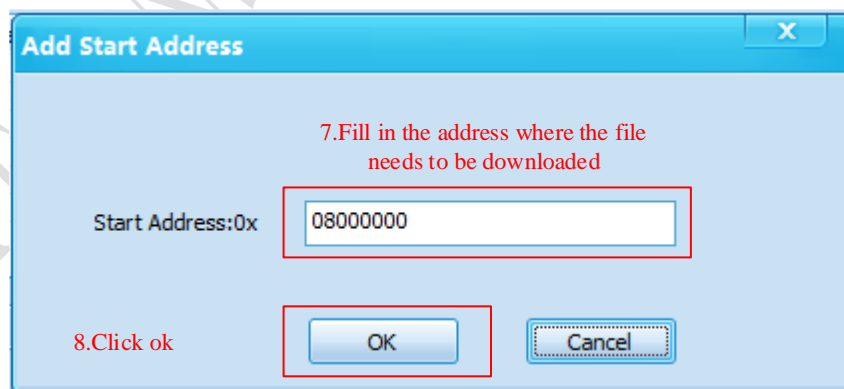 Add Start Address
X
7.Fill in the address where the file
needs to be downloaded
Start Address:0x
08000000
8.Click ok
OK
Cancel